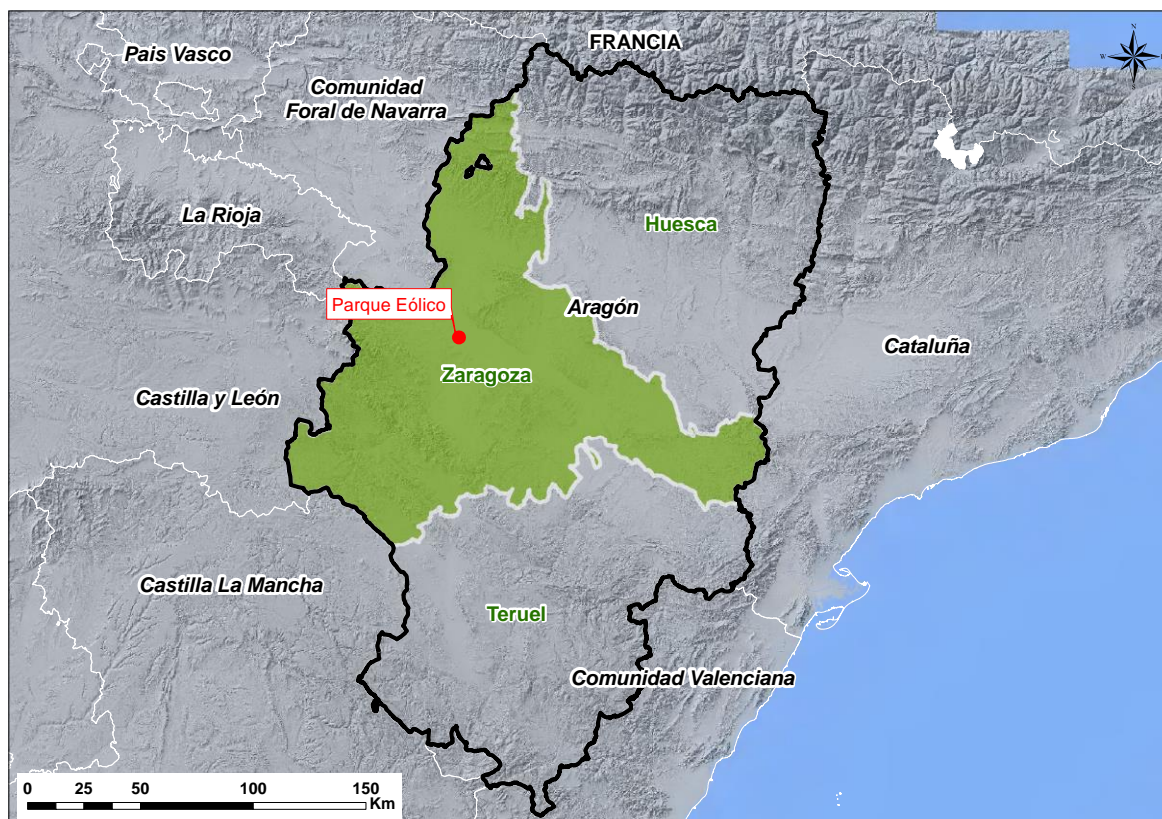 FRANCIA
N
W
Pais Vasco
Comunidad
Foral de Navarra
La Rioja
Huesca
Parque Eólico
Aragón
Cataluña
Zaragoza
Castilla y León
Castilla La Mancha
Teruel
Comunidad Valenciana
0 25 50 100 150
Km